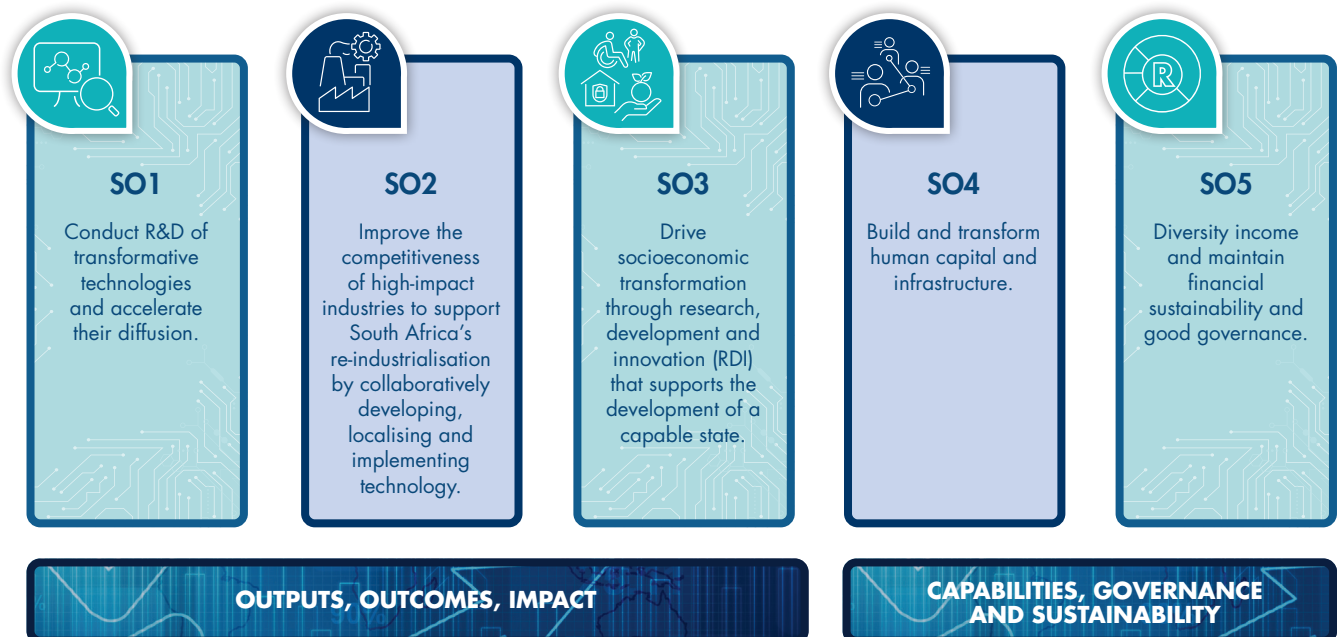 SO1
Conduct R&D of
transformative
technologies
and accelerate
their diffusion.
SO2
Improve the
competitiveness
of high-impact
industries to support
South Africa's
re-industrialisation
by collaboratively
developing,
localising and
implementing
technology.
SO3
Drive
socioeconomic
transformation
through research,
development and
innovation (RDI)
that supports the
development of a
capable state.
SO4
Build and transform
human capital and
infrastructure.
R
SO5
Diversity income
and maintain
financial
sustainability and
good governance.
OUTPUTS, OUTCOMES, IMPACT
CAPABILITIES, GOVERNANCE
AND SUSTAINABILITY